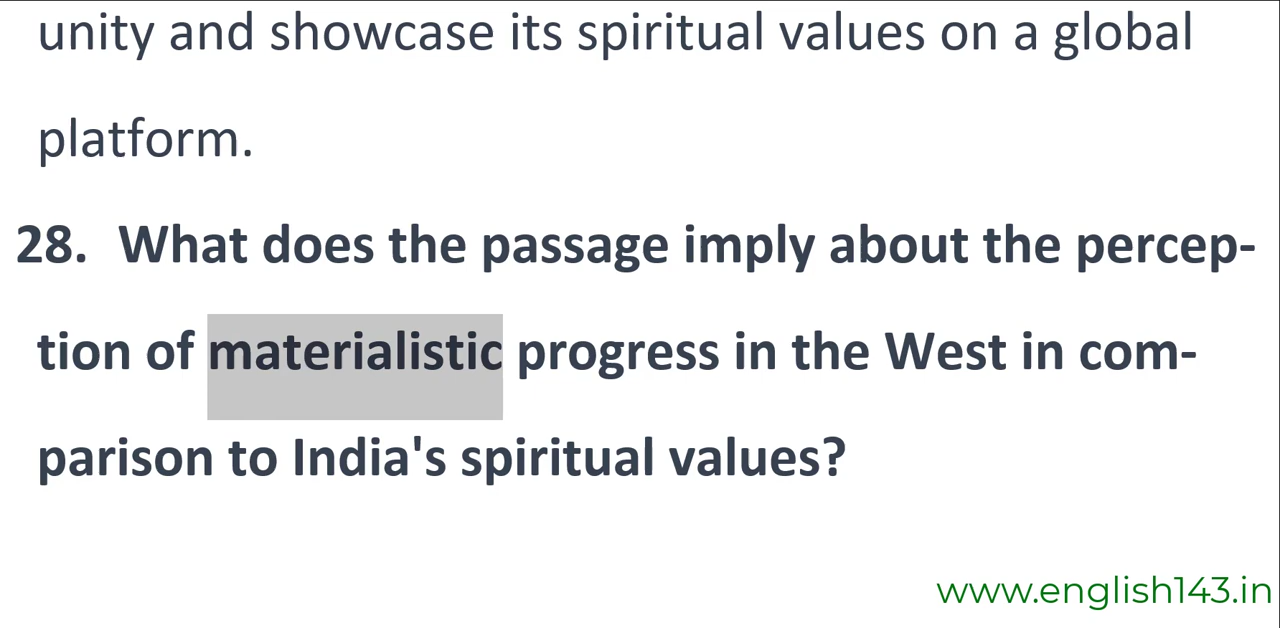 unity and showcase its spiritual values on a global
platform.
28. What does the passage imply about the percep-
tion of materialistic progress in the West in com-
parison to India's spiritual values?
www.english143.in